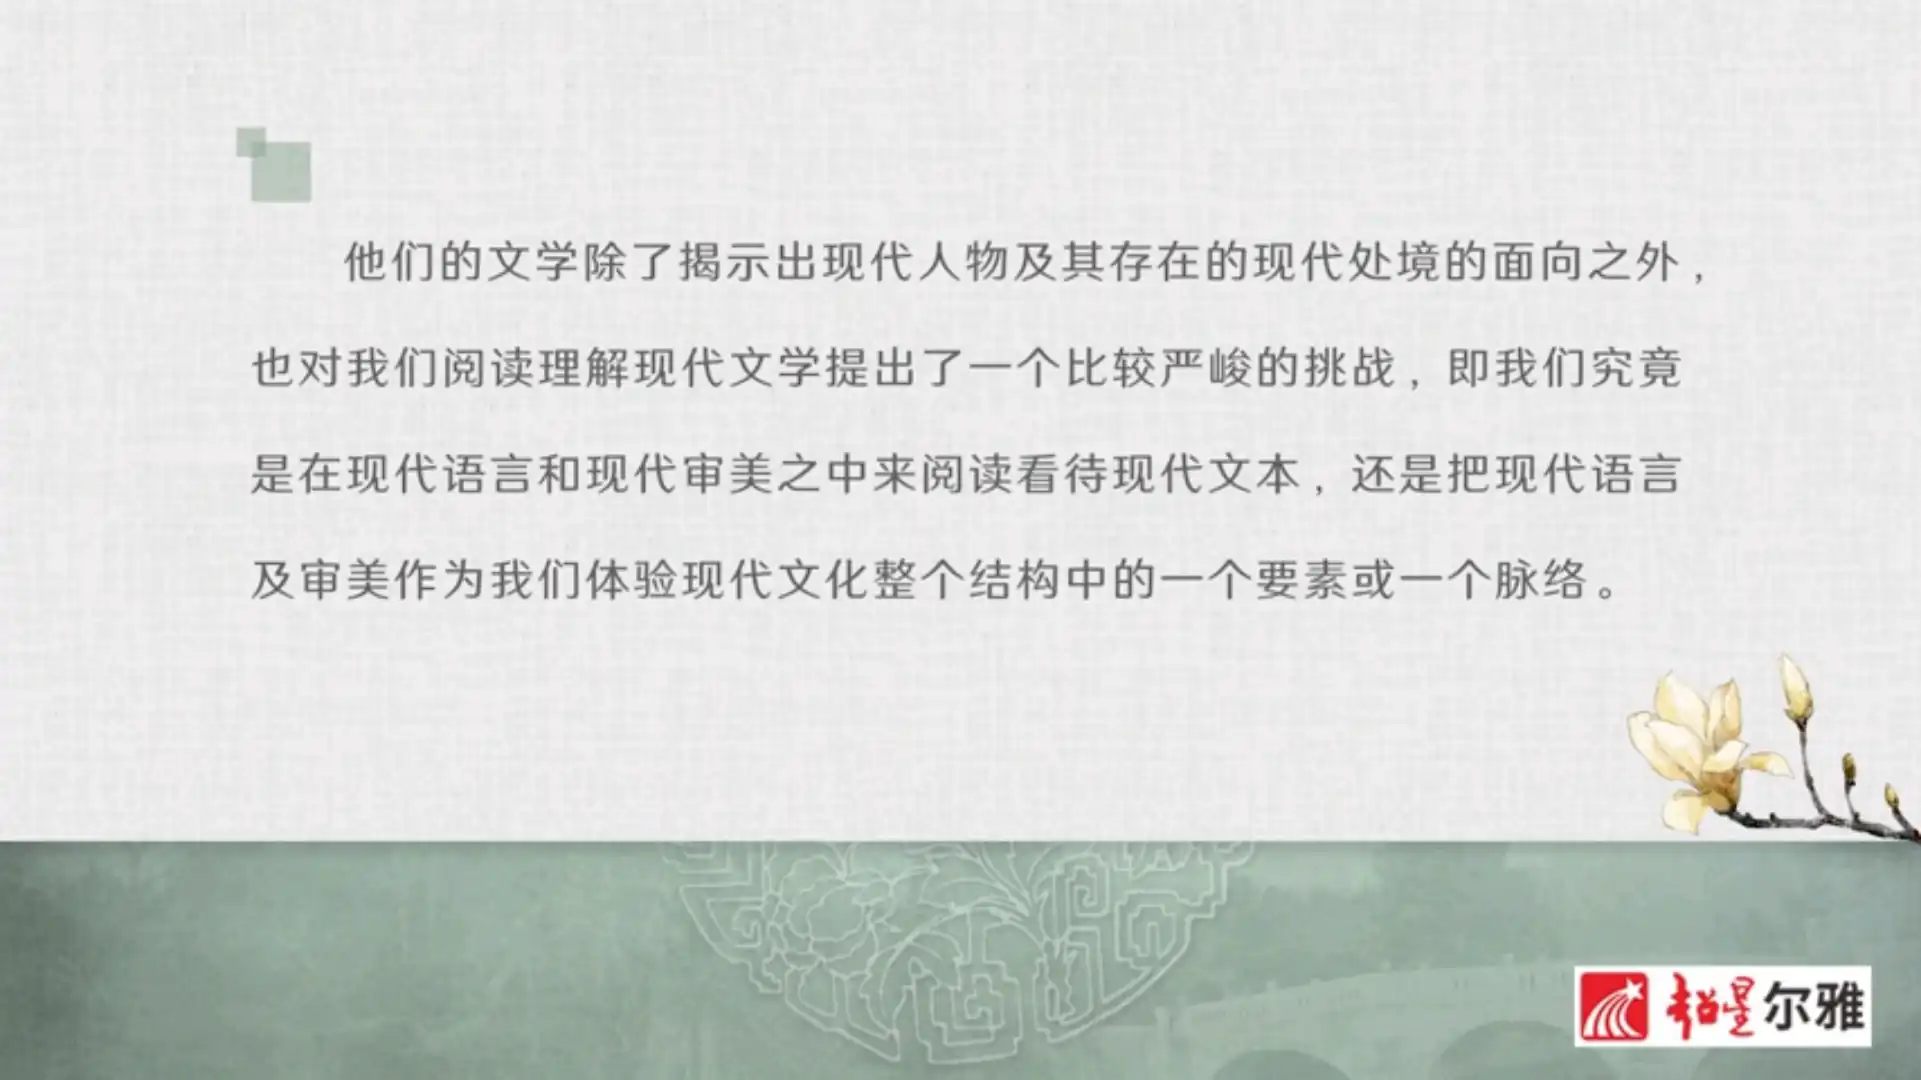 他们的文学除了揭示出现代人物及其存在的现代处境的面向之外，
也对我们阅读理解现代文学提出了一个比较严峻的挑战，即我们究竟
是在现代语言和现代审美之中来阅读看待现代文本，还是把现代语言
及审美作为我们体验现代文化整个结构中的一个要素或一个脉络。
超星尔雅